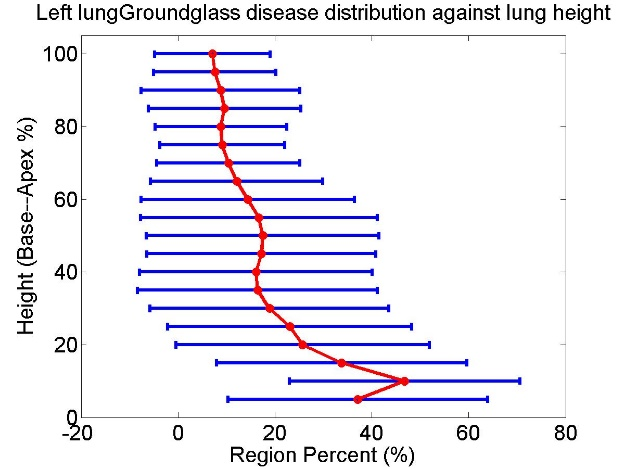 Left lungGroundglass disease distribution against lung height
100
80
60
40
20
0
Height (Base--Apex %)
-20 0 20 40 60 80
Region Percent (%)